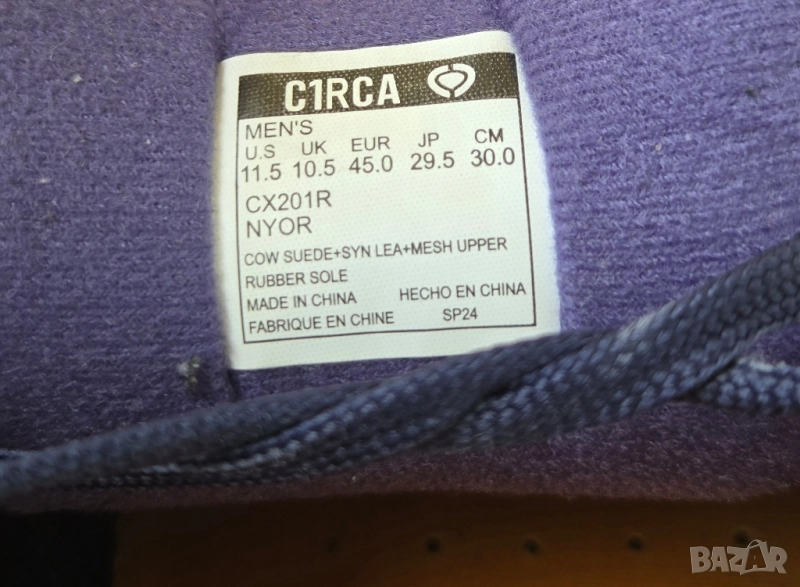 C1RCA
MEN'S
U.S UK EUR JP CM
11.5 10.5 45.0 29.5 30.0
CX201R
NYOR
COW SUEDE+SYN LEA+MESH UPPER
RUBBER SOLE
MADE IN CHINA HECHO EN CHINA
FABRIQUE EN CHINE SP24
BAZAR